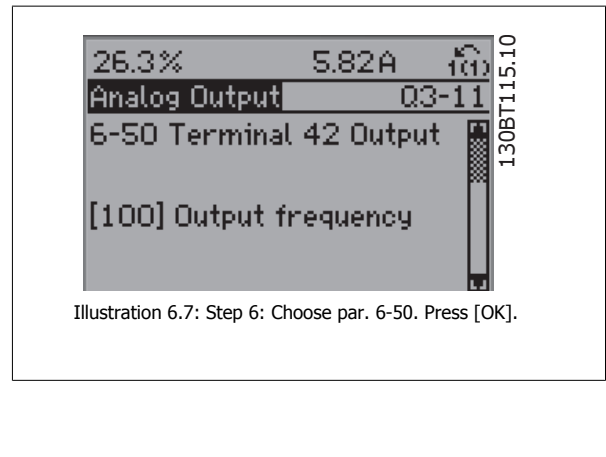 26.3% 5.82A 1(1)
Analog Output Q3-11
6-50 Terminal 42 Output
[100] Output frequency
130BT115.10
Illustration 6.7: Step 6: Choose par. 6-50. Press [OK].